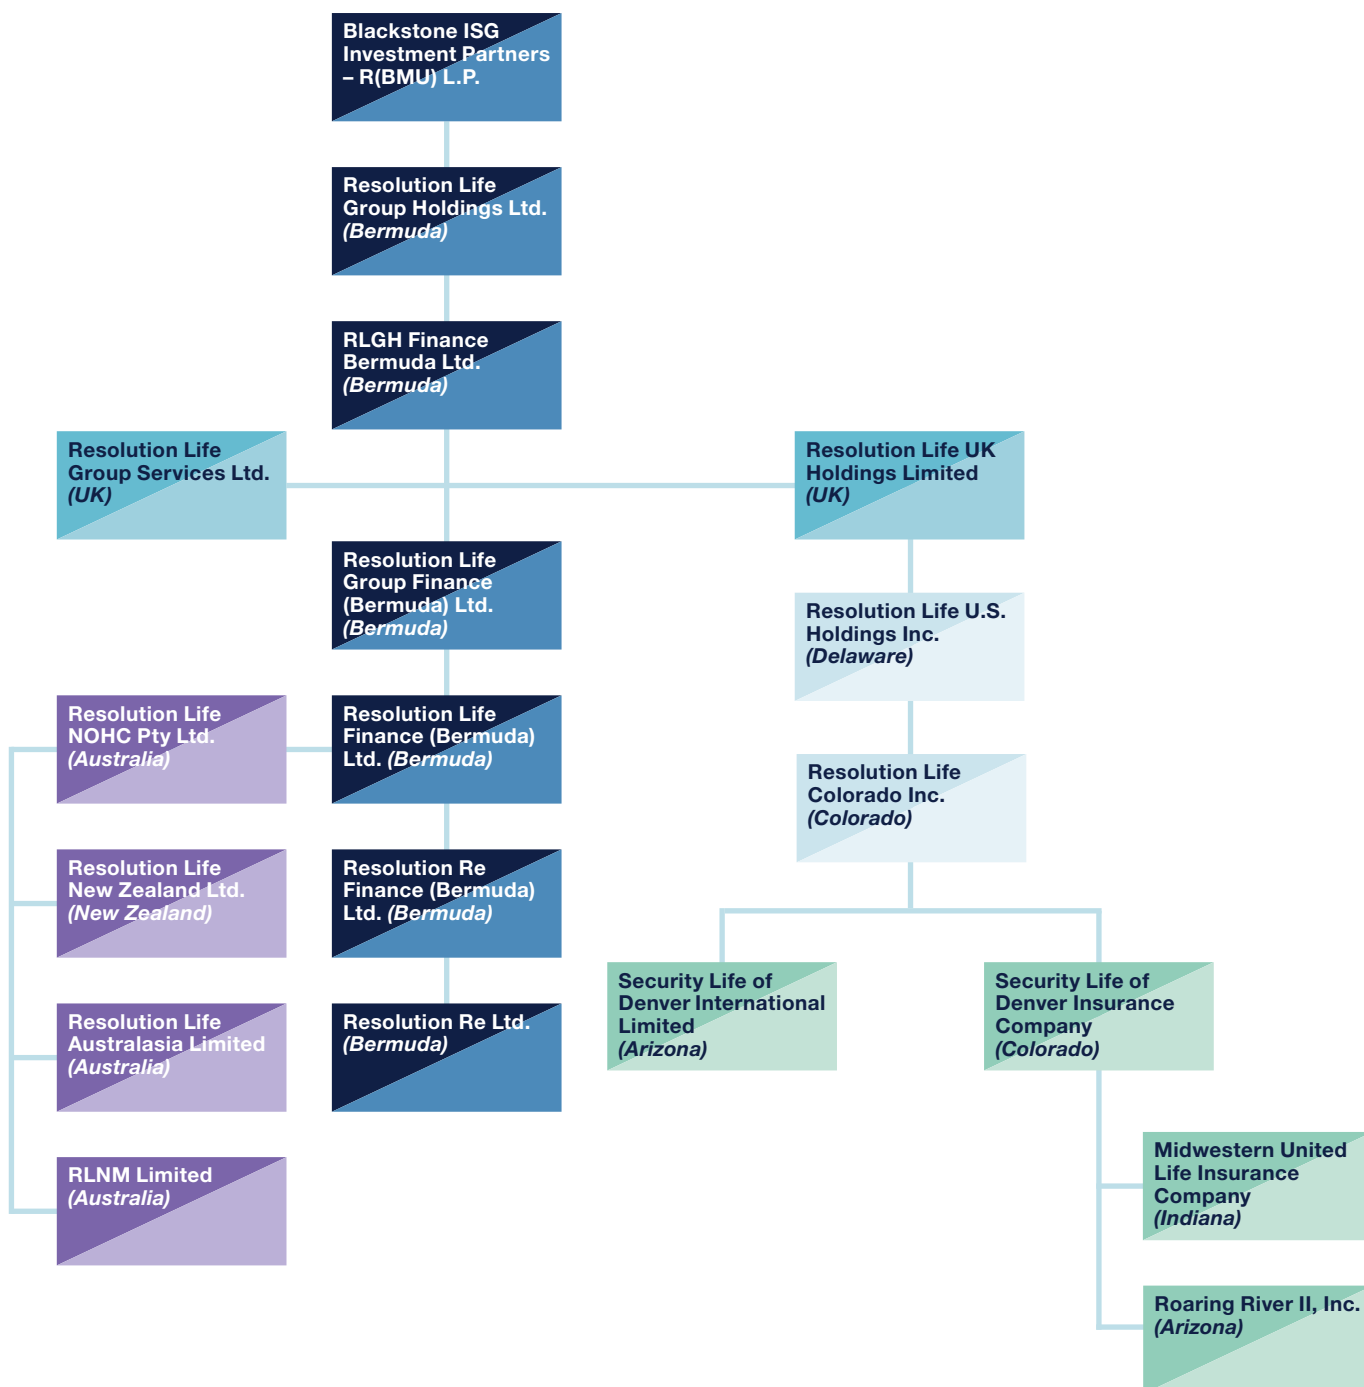 Blackstone ISG
Investment Partners
– R(BMU) L.P.
Resolution Life
Group Holdings Ltd.
(Bermuda)
RLGH Finance
Bermuda Ltd.
(Bermuda)
Resolution Life
Group Services Ltd.
(UK)
Resolution Life UK
Holdings Limited
(UK)
Resolution Life
Group Finance
(Bermuda) Ltd.
(Bermuda)
Resolution Life U.S.
Holdings Inc.
(Delaware)
Resolution Life
NOHC Pty Ltd.
(Australia)
Resolution Life
Finance (Bermuda)
Ltd. (Bermuda)
Resolution Life
Colorado Inc.
(Colorado)
Resolution Life
New Zealand Ltd.
(New Zealand)
Resolution Re
Finance (Bermuda)
Ltd. (Bermuda)
Security Life of
Denver International
Limited
(Arizona)
Security Life of
Denver Insurance
Company
(Colorado)
Resolution Life
Australasia Limited
(Australia)
Resolution Re Ltd.
(Bermuda)
Midwestern United
Life Insurance
Company
(Indiana)
RLNM Limited
(Australia)
Roaring River II, Inc.
(Arizona)